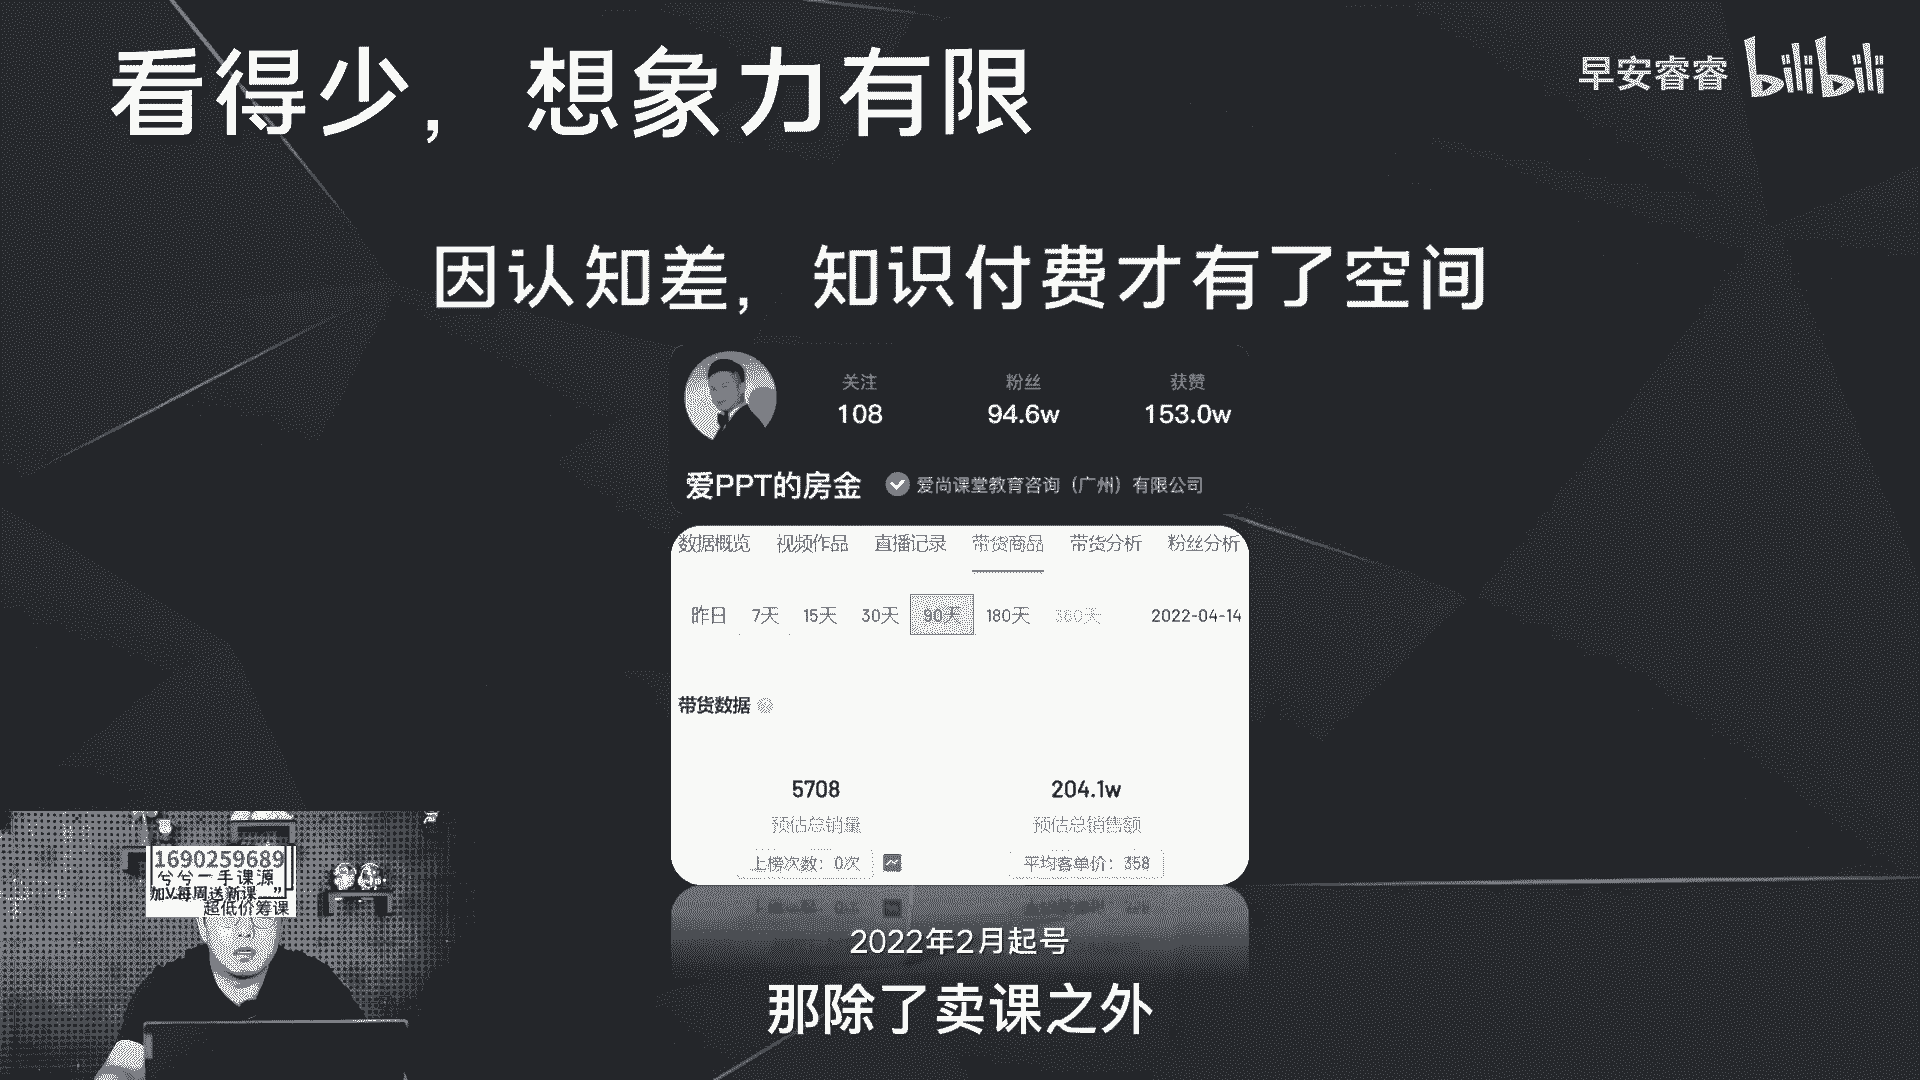 看得少，想象力有限
早安睿睿 bilibili
因认知差，知识付费才有了空间
关注 粉丝 获赞
108 94.6w 153.0w
爱PPT的房金 爱尚课堂教育咨询（广州）有限公司
数据概览 视频作品 直播记录 带货商品 带货分析 粉丝分析
昨日 7天 15天 30天 90天 180天 360天 2022-04-14
带货数据
5708 204.1w
预估总销量 预估总销售额
上榜次数：0次 平均客单价：358
2022年2月起号
那除了卖课之外
1690259689
兮兮一手课源
加V每周送新课
超低价筹课